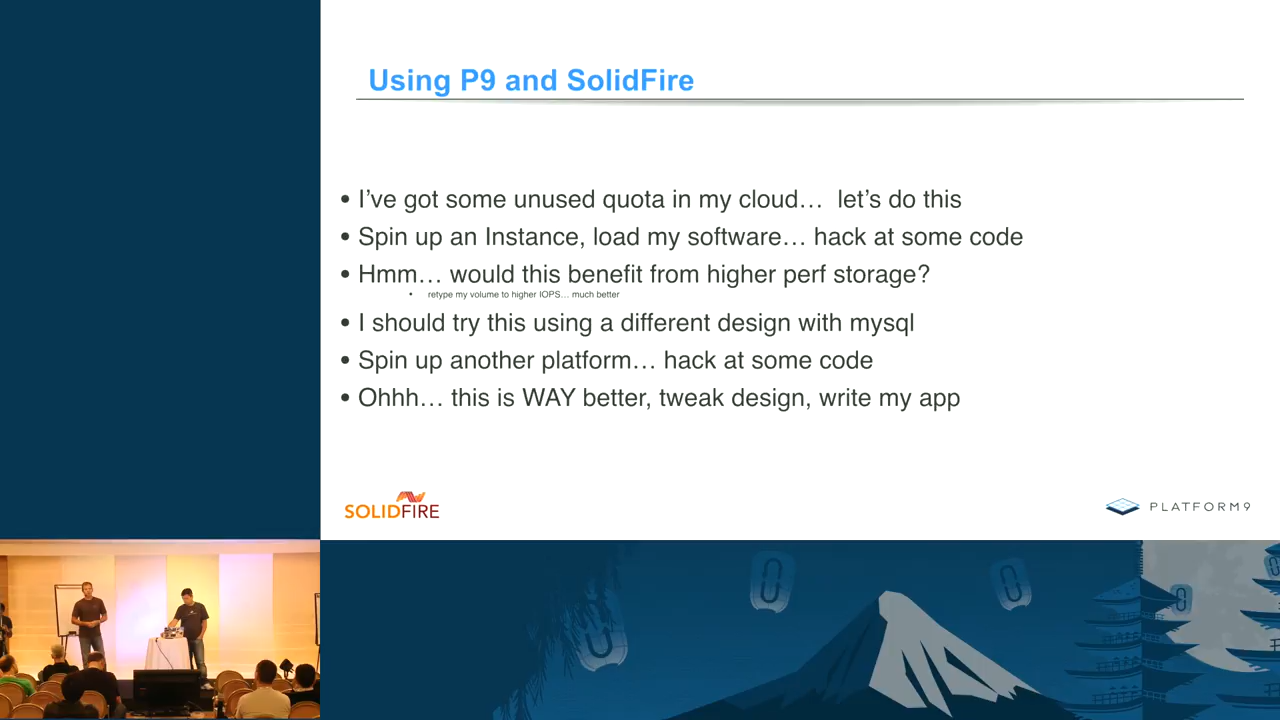 Using P9 and SolidFire
• I’ve got some unused quota in my cloud… let’s do this
• Spin up an Instance, load my software… hack at some code
• Hmm… would this benefit from higher perf storage?
• retype my volume to higher IOPS… much better
• I should try this using a different design with mysql
• Spin up another platform… hack at some code
• Ohhh… this is WAY better, tweak design, write my app
SOLIDFIRE
PLATFORM9